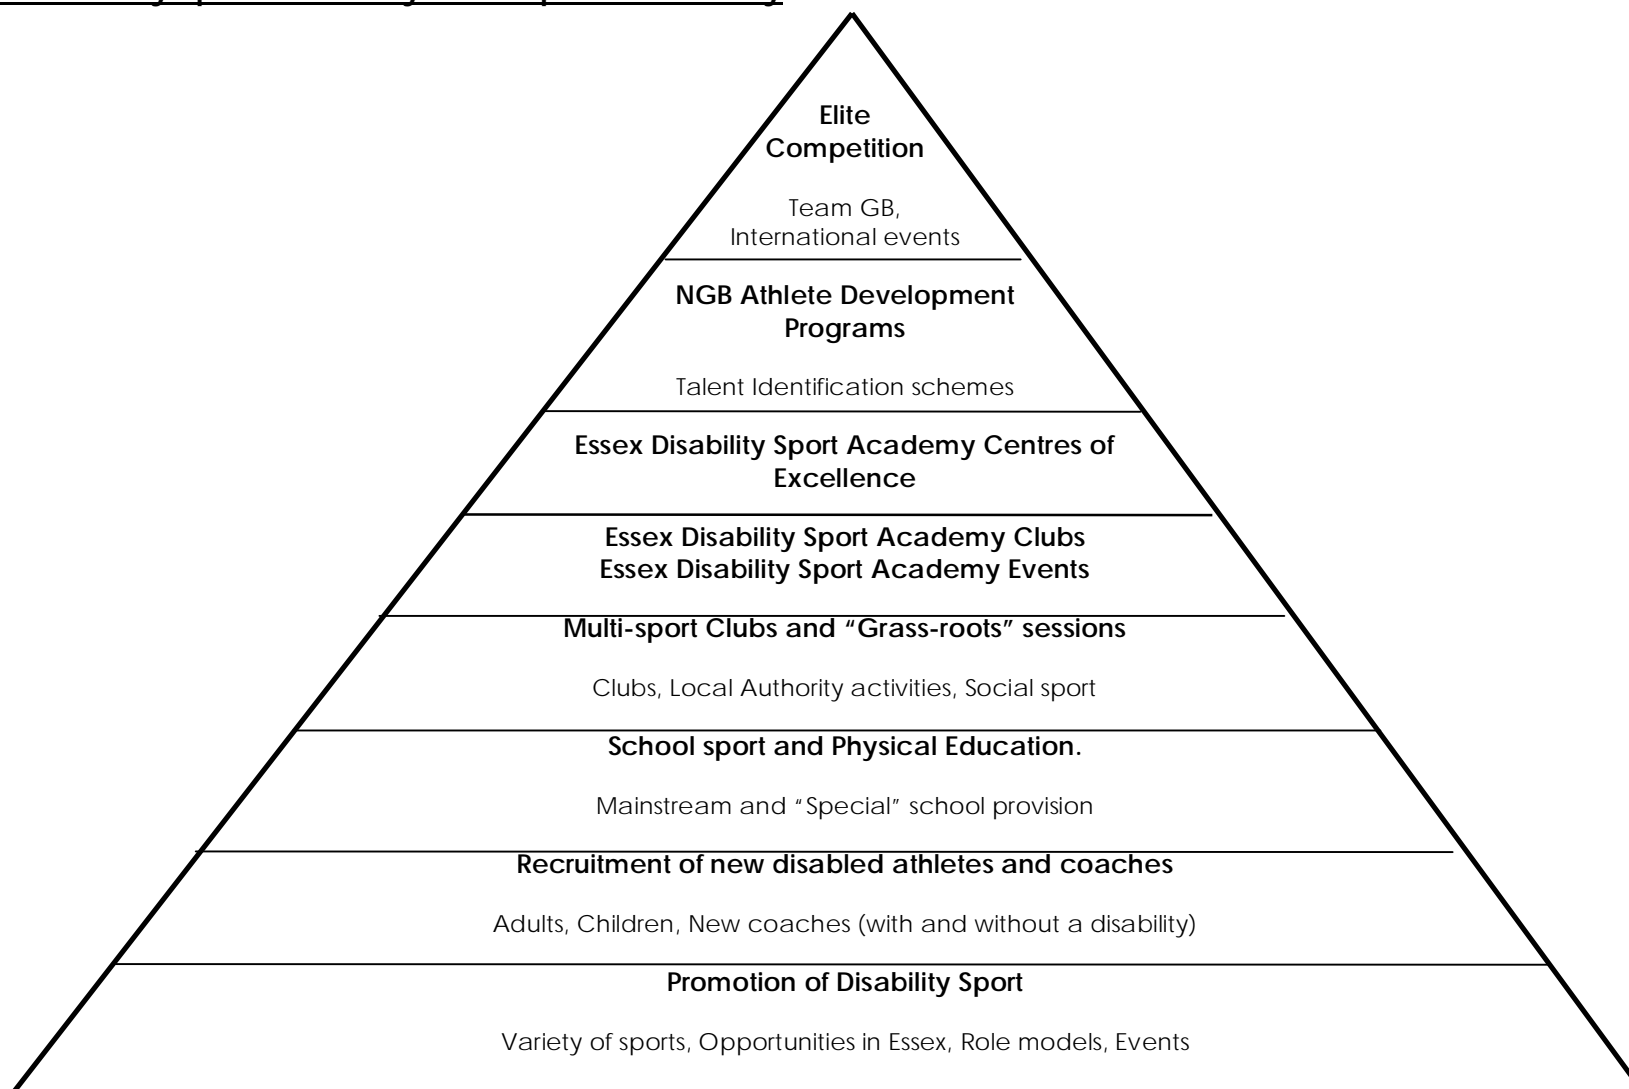 Elite
Competition
Team GB,
International events
NGB Athlete Development
Programs
Talent Identification schemes
Essex Disability Sport Academy Centres of
Excellence
Essex Disability Sport Academy Clubs
Essex Disability Sport Academy Events
Multi-sport Clubs and “Grass-roots” sessions
Clubs, Local Authority activities, Social sport
School sport and Physical Education.
Mainstream and “Special” school provision
Recruitment of new disabled athletes and coaches
Adults, Children, New coaches (with and without a disability)
Promotion of Disability Sport
Variety of sports, Opportunities in Essex, Role models, Events